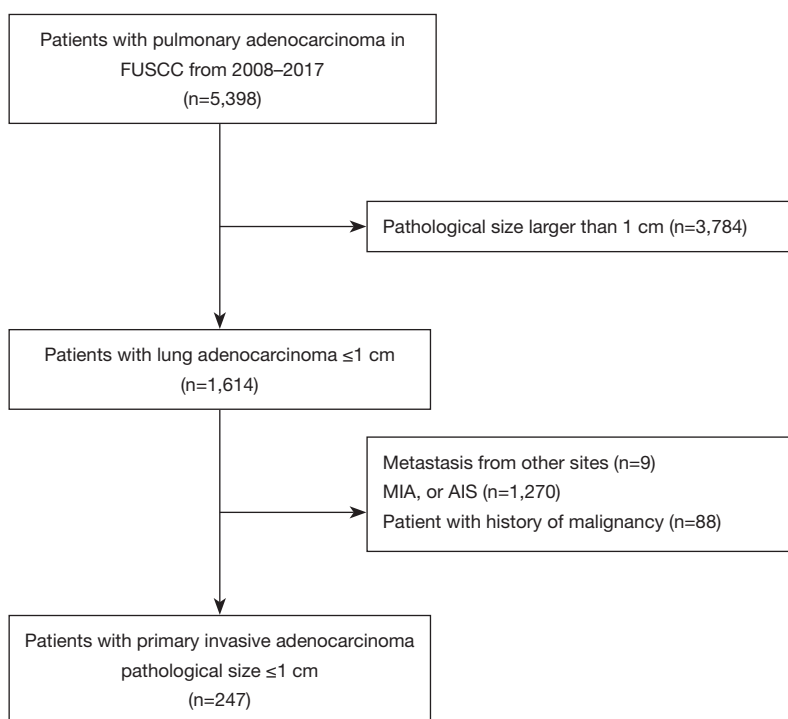 Patients with pulmonary adenocarcinoma in
FUSCC from 2008–2017
(n=5,398)
Pathological size larger than 1 cm (n=3,784)
Patients with lung adenocarcinoma ≤1 cm
(n=1,614)
Metastasis from other sites (n=9)
MIA, or AIS (n=1,270)
Patient with history of malignancy (n=88)
Patients with primary invasive adenocarcinoma
pathological size ≤1 cm
(n=247)